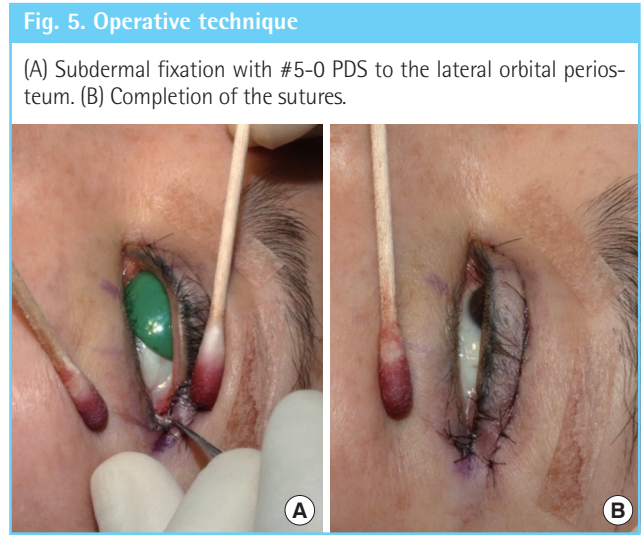 Fig. 5. Operative technique
(A) Subdermal fixation with #5-0 PDS to the lateral orbital perios-
teum. (B) Completion of the sutures.
A
B